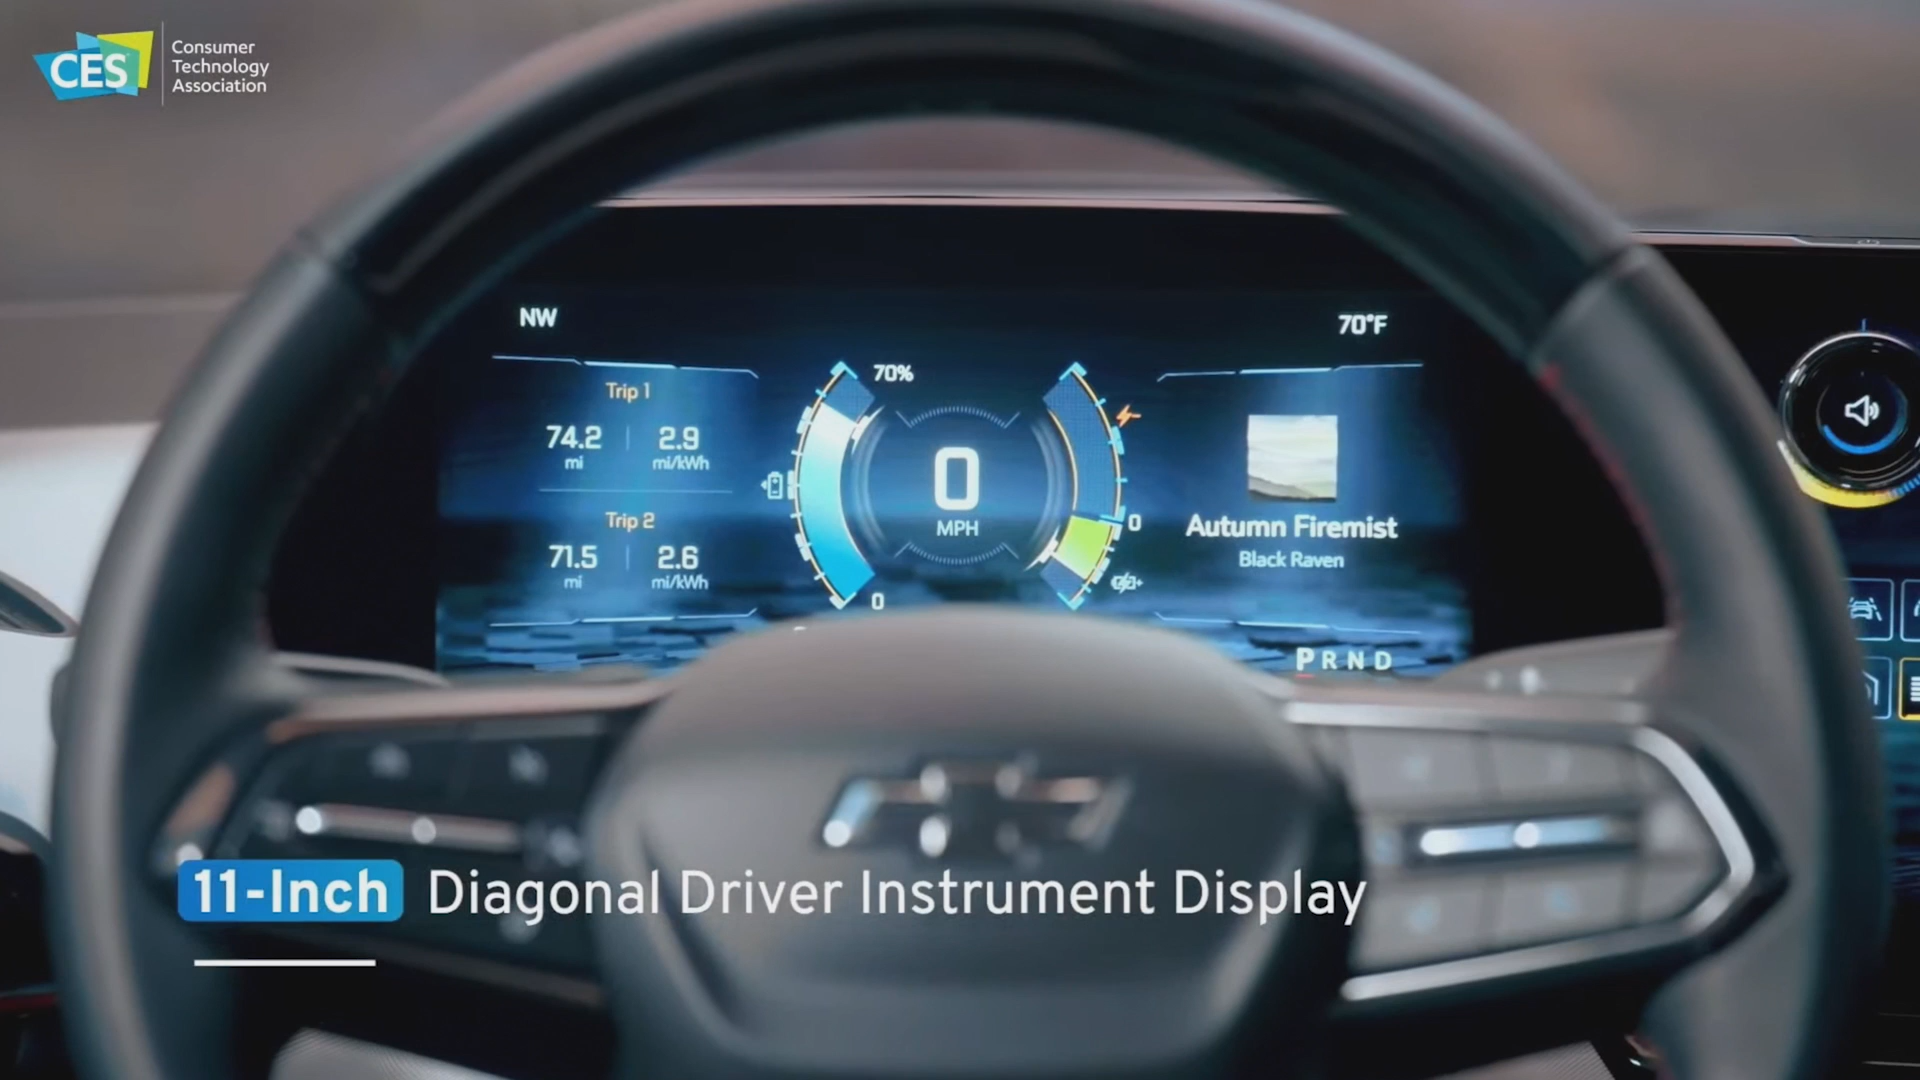 CES
Consumer
Technology
Association
NW
70°F
Trip 1
74.2
2.9
mi
mi/kWh
Trip 2
71.5
2.6
mi
mi/kWh
70%
0
0
MPH
0
Autumn Firemist
Black Raven
P R N D
11-Inch Diagonal Driver Instrument Display